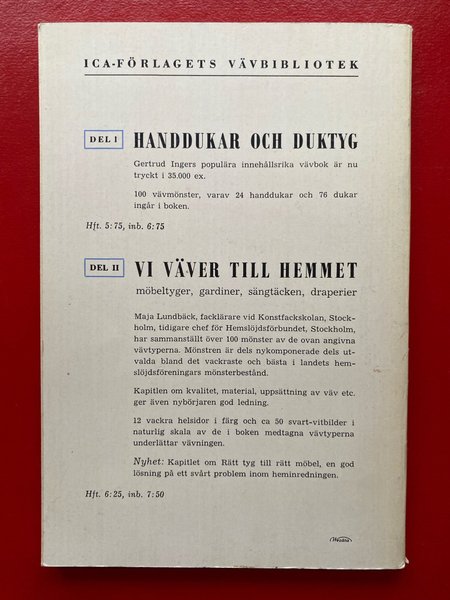 ICA-FÖRLAGETS VÄVBIBLIOTEK
DEL I HANDDUKAR OCH DUKTYG
Gertrud Ingers populära innehållsrika vävbok är nu
tryckt i 35.000 ex.
100 vävmönster, varav 24 handdukar och 76 dukar
ingår i boken.
Hft. 5:75, inb. 6:75
DEL II VI VÄVER TILL HEMMET
möbeltyger, gardiner, sängtäcken, draperier
Maja Lundbäck, facklärare vid Konstfackskolan, Stock-
holm, tidigare chef för Hemslöjdsförbundet, Stockholm,
har sammanställt över 100 mönster av de ovan angivna
vävtyperna. Mönstren är dels nykomponerade dels ut-
valda bland det vackraste och bästa i landets hem-
slöjdsföreningars mönsterbestånd.
Kapitlen om kvalitet, material, uppsättning av väv etc.
ger även nybörjaren god ledning.
12 vackra helsidor i färg och ca 50 svart-vitbilder i
naturlig skala av de i boken medtagna vävtyperna
underlättar vävningen.
Nyhet: Kapitlet om Rätt tyg till rätt möbel, en god
lösning på ett svårt problem inom heminredningen.
Hft. 6:25, inb. 7:50